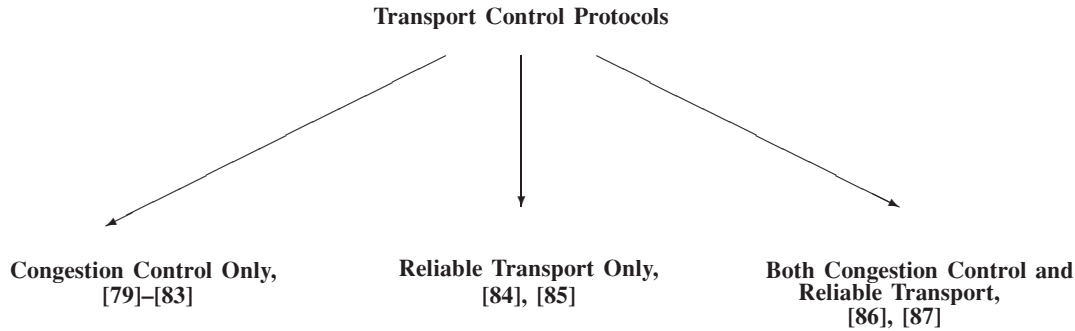 Transport Control Protocols
Congestion Control Only,
[79]–[83]
Reliable Transport Only,
[84], [85]
Both Congestion Control and
Reliable Transport,
[86], [87]